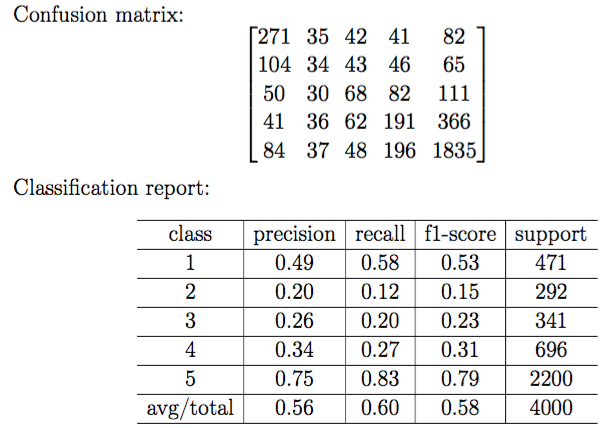 Confusion matrix:
271 35 42 41 82
104 34 43 46 65
50 30 68 82 111
41 36 62 191 366
84 37 48 196 1835
Classification report:
class precision recall f1-score support
1 0.49 0.58 0.53 471
2 0.20 0.12 0.15 292
3 0.26 0.20 0.23 341
4 0.34 0.27 0.31 696
5 0.75 0.83 0.79 2200
avg/total 0.56 0.60 0.58 4000